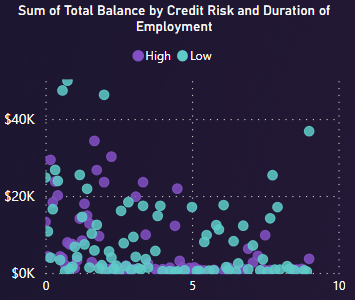 Sum of Total Balance by Credit Risk and Duration of
Employment
High Low
$40K
$20K
$0K
0 5 10